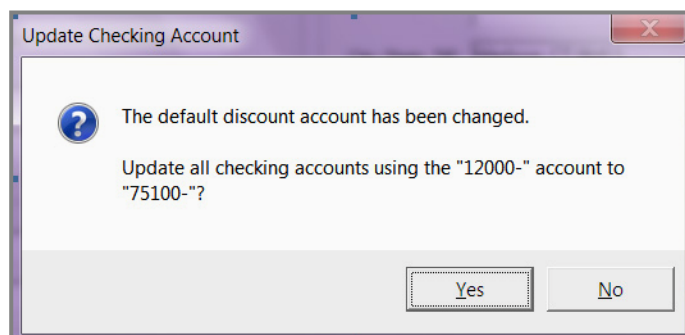 Update Checking Account
The default discount account has been changed.
Update all checking accounts using the "12000-" account to
"75100-"?
Yes
No